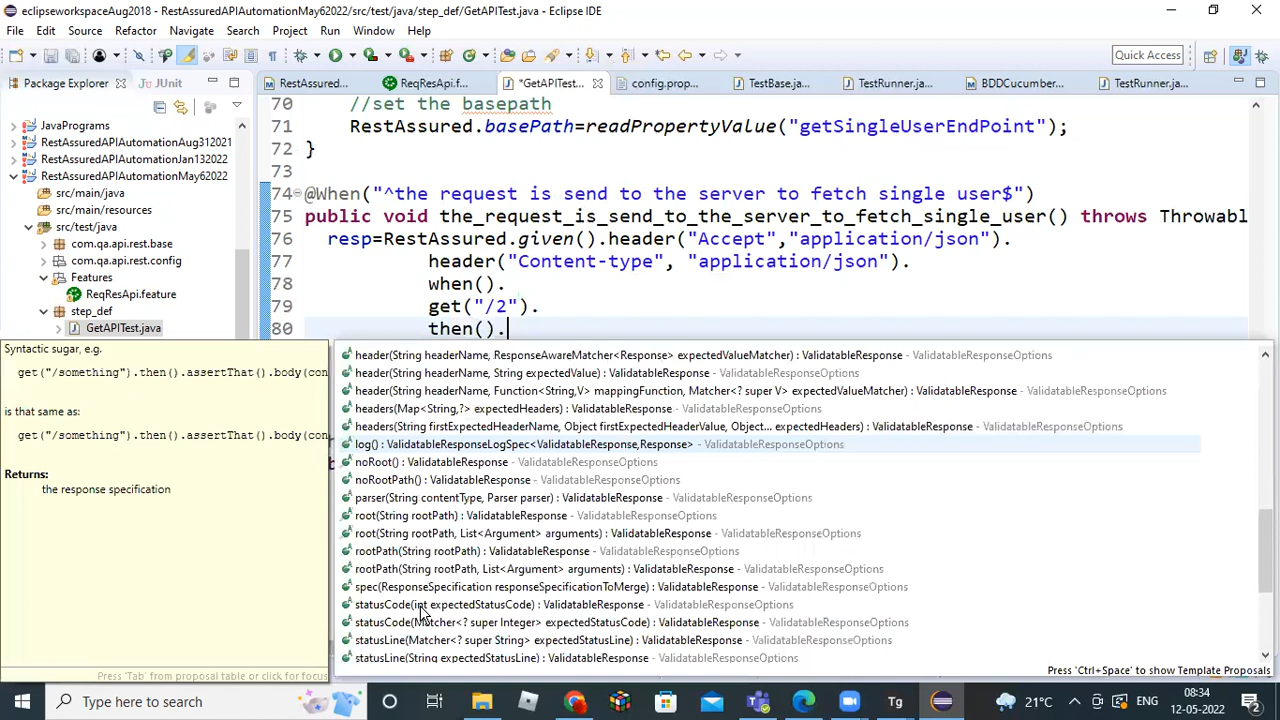 eclipseworkspaceAug2018 - RestAssuredAPIAutomationMay62022/src/test/java/step_def/GetAPITest.java - Eclipse IDE
File Edit Source Refactor Navigate Search Project Run Window Help
Quick Access
Package Explorer JUnit
RestAssured... ReqResApi.f... *GetAPITest... config.prop... TestBase.ja... TestRunner.ja... BDDCucumber... TestRunner.ja...
JavaPrograms
RestAssuredAPIAutomationAug312021
RestAssuredAPIAutomationJan132022
RestAssuredAPIAutomationMay62022
src/main/java
src/main/resources
src/test/java
com.qa.api.rest.base
com.qa.api.rest.config
Features
ReqResApi.feature
step_def
GetAPITest.java
70 //set the basepath
71 RestAssured.basePath=readPropertyValue("getSingleUserEndPoint");
72 }
73
74 @When("^the request is send to the server to fetch single user$")
75 public void the_request_is_send_to_the_server_to_fetch_single_user() throws Throwabl
76 resp=RestAssured.given().header("Accept","application/json").
77 header("Content-type", "application/json").
78 when().
79 get("/2").
80 then().
Syntactic sugar, e.g.
get("/something").then().assertThat().body(con
is that same as:
get("/something").then().assertThat().body(con
Returns:
the response specification
Press 'Tab' from proposal table or click for focus
header(String headerName, ResponseAwareMatcher<Response> expectedValueMatcher) : ValidatableResponse - ValidatableResponseOptions
header(String headerName, String expectedValue) : ValidatableResponse - ValidatableResponseOptions
header(String headerName, Function<String,V> mappingFunction, Matcher<? super V> expectedValueMatcher) : ValidatableResponse - ValidatableResponseOptions
headers(Map<String,?> expectedHeaders) : ValidatableResponse - ValidatableResponseOptions
headers(String firstExpectedHeaderName, Object firstExpectedHeaderValue, Object... expectedHeaders) : ValidatableResponse - ValidatableResponseOptions
log() : ValidatableResponseLogSpec<ValidatableResponse,Response> - ValidatableResponseOptions
noRoot() : ValidatableResponse - ValidatableResponseOptions
noRootPath() : ValidatableResponse - ValidatableResponseOptions
parser(String contentType, Parser parser) : ValidatableResponse - ValidatableResponseOptions
root(String rootPath) : ValidatableResponse - ValidatableResponseOptions
root(String rootPath, List<Argument> arguments) : ValidatableResponse - ValidatableResponseOptions
rootPath(String rootPath) : ValidatableResponse - ValidatableResponseOptions
rootPath(String rootPath, List<Argument> arguments) : ValidatableResponse - ValidatableResponseOptions
spec(ResponseSpecification responseSpecificationToMerge) : ValidatableResponse - ValidatableResponseOptions
statusCode(int expectedStatusCode) : ValidatableResponse - ValidatableResponseOptions
statusCode(Matcher<? super Integer> expectedStatusCode) : ValidatableResponse - ValidatableResponseOptions
statusLine(Matcher<? super String> expectedStatusLine) : ValidatableResponse - ValidatableResponseOptions
statusLine(String expectedStatusLine) : ValidatableResponse - ValidatableResponseOptions
Press 'Ctrl+Space' to show Template Proposals
Type here to search
Tg
21°C
ENG
08:34
12-05-2022
2